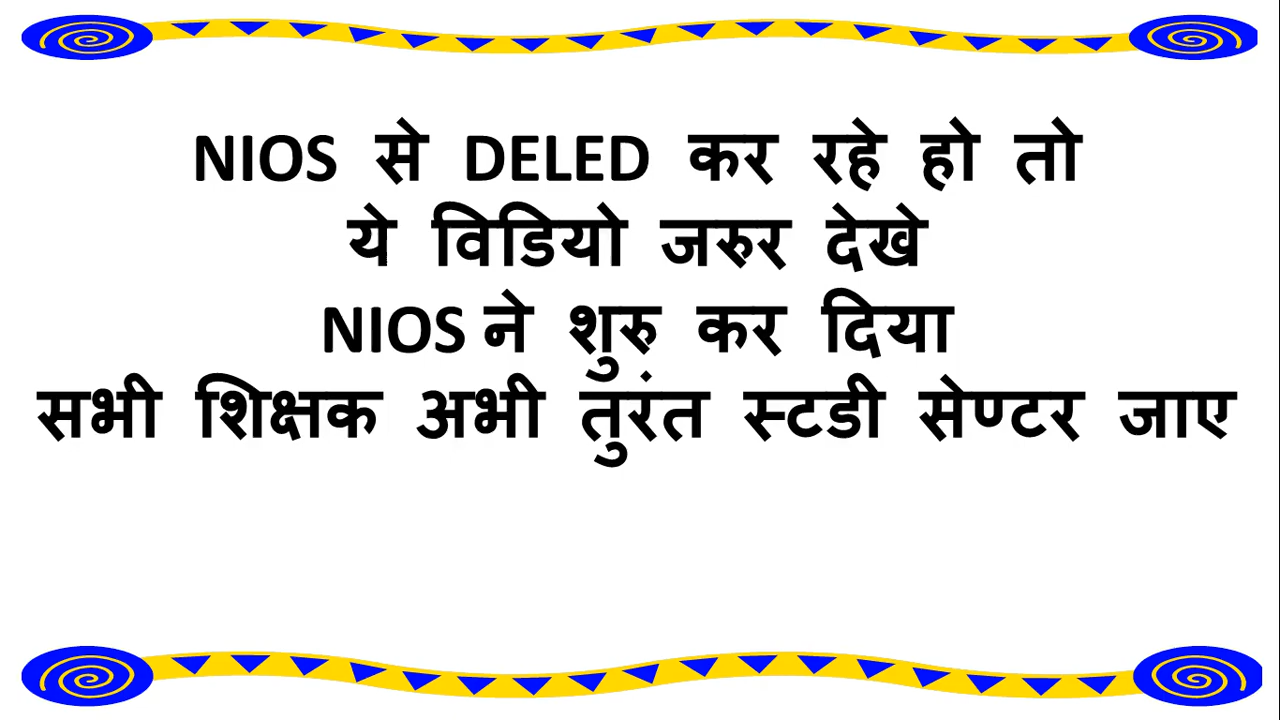 NIOS से DELED कर रहे हो तो
ये विडियो जरुर देखे
NIOS ने शुरु कर दिया
सभी शिक्षक अभी तुरंत स्टडी सेण्टर जाए